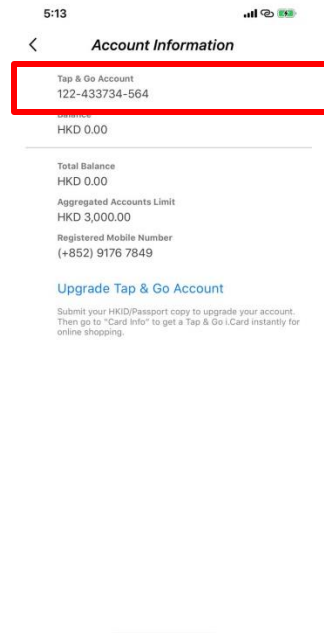 5:13
Account Information
Tap & Go Account
122-433734-564
Balance
HKD 0.00
Total Balance
HKD 0.00
Aggregated Accounts Limit
HKD 3,000.00
Registered Mobile Number
(+852) 9176 7849
Upgrade Tap & Go Account
Submit your HKID/Passport copy to upgrade your account.
Then go to "Card Info" to get a Tap & Go i.Card instantly for
online shopping.